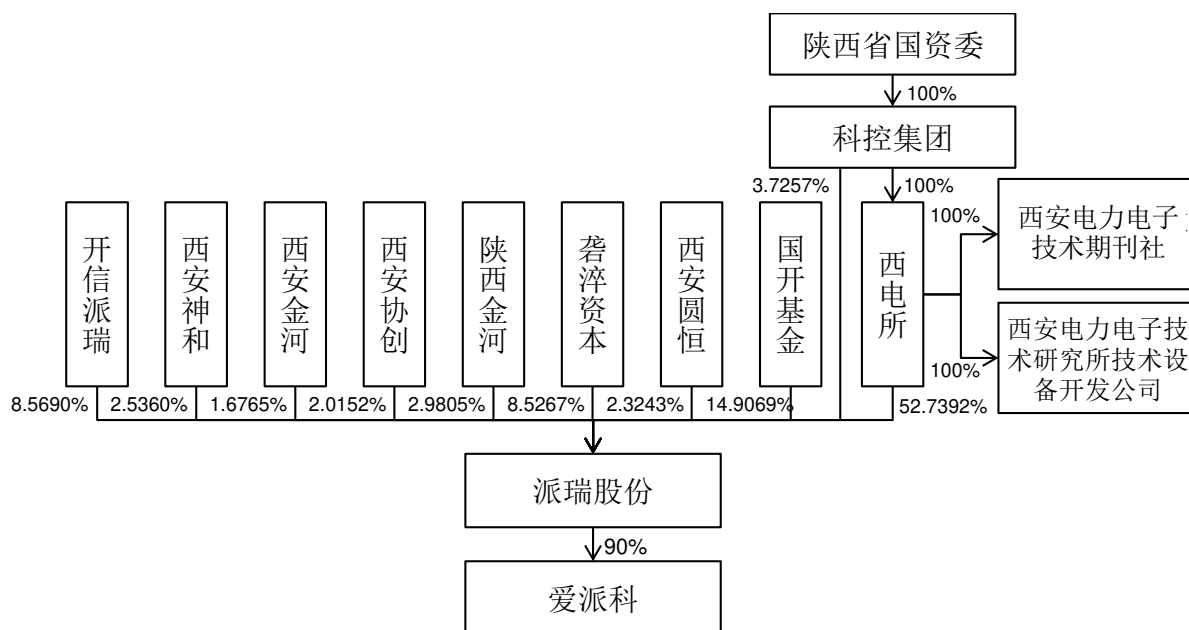 陕西省国资委
100%
科控集团
3.7257%
100%
开信派瑞
西安神和
西安金河
西安协创
陕西金河
砻淬资本
西安圆恒
国开基金
西电所
100%
西安电力电子
技术期刊社
100%
西安电力电子技
术研究所技术设
备开发公司
8.5690%
2.5360%
1.6765%
2.0152%
2.9805%
8.5267%
2.3243%
14.9069%
52.7392%
派瑞股份
90%
爱派科